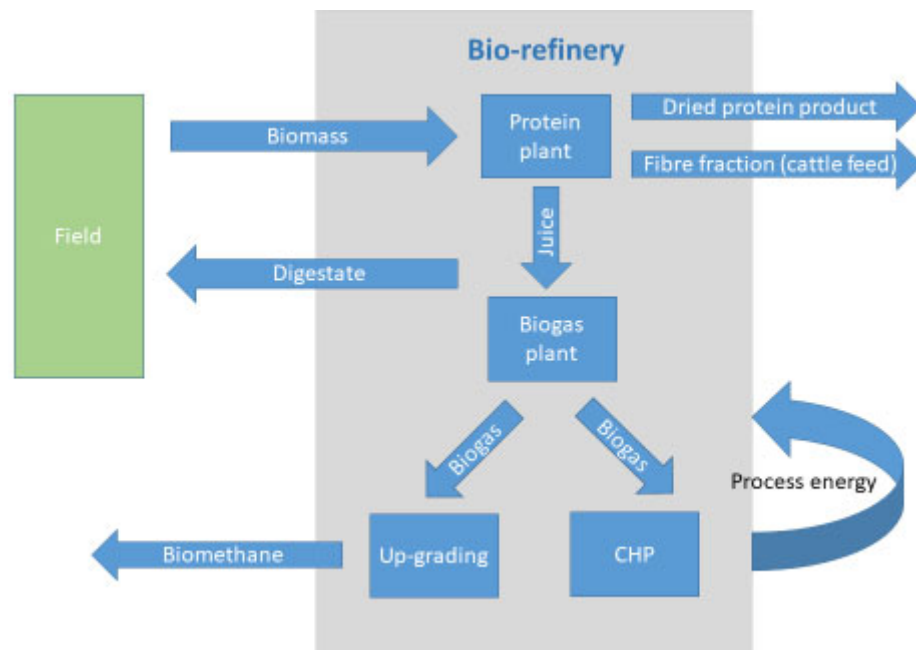 Bio-refinery
Dried protein product
Biomass
Protein
plant
Fibre fraction (cattle feed)
Juice
Field
Digestate
Biogas
plant
Biogas
Biogas
Process energy
Biomethane
Up-grading
CHP